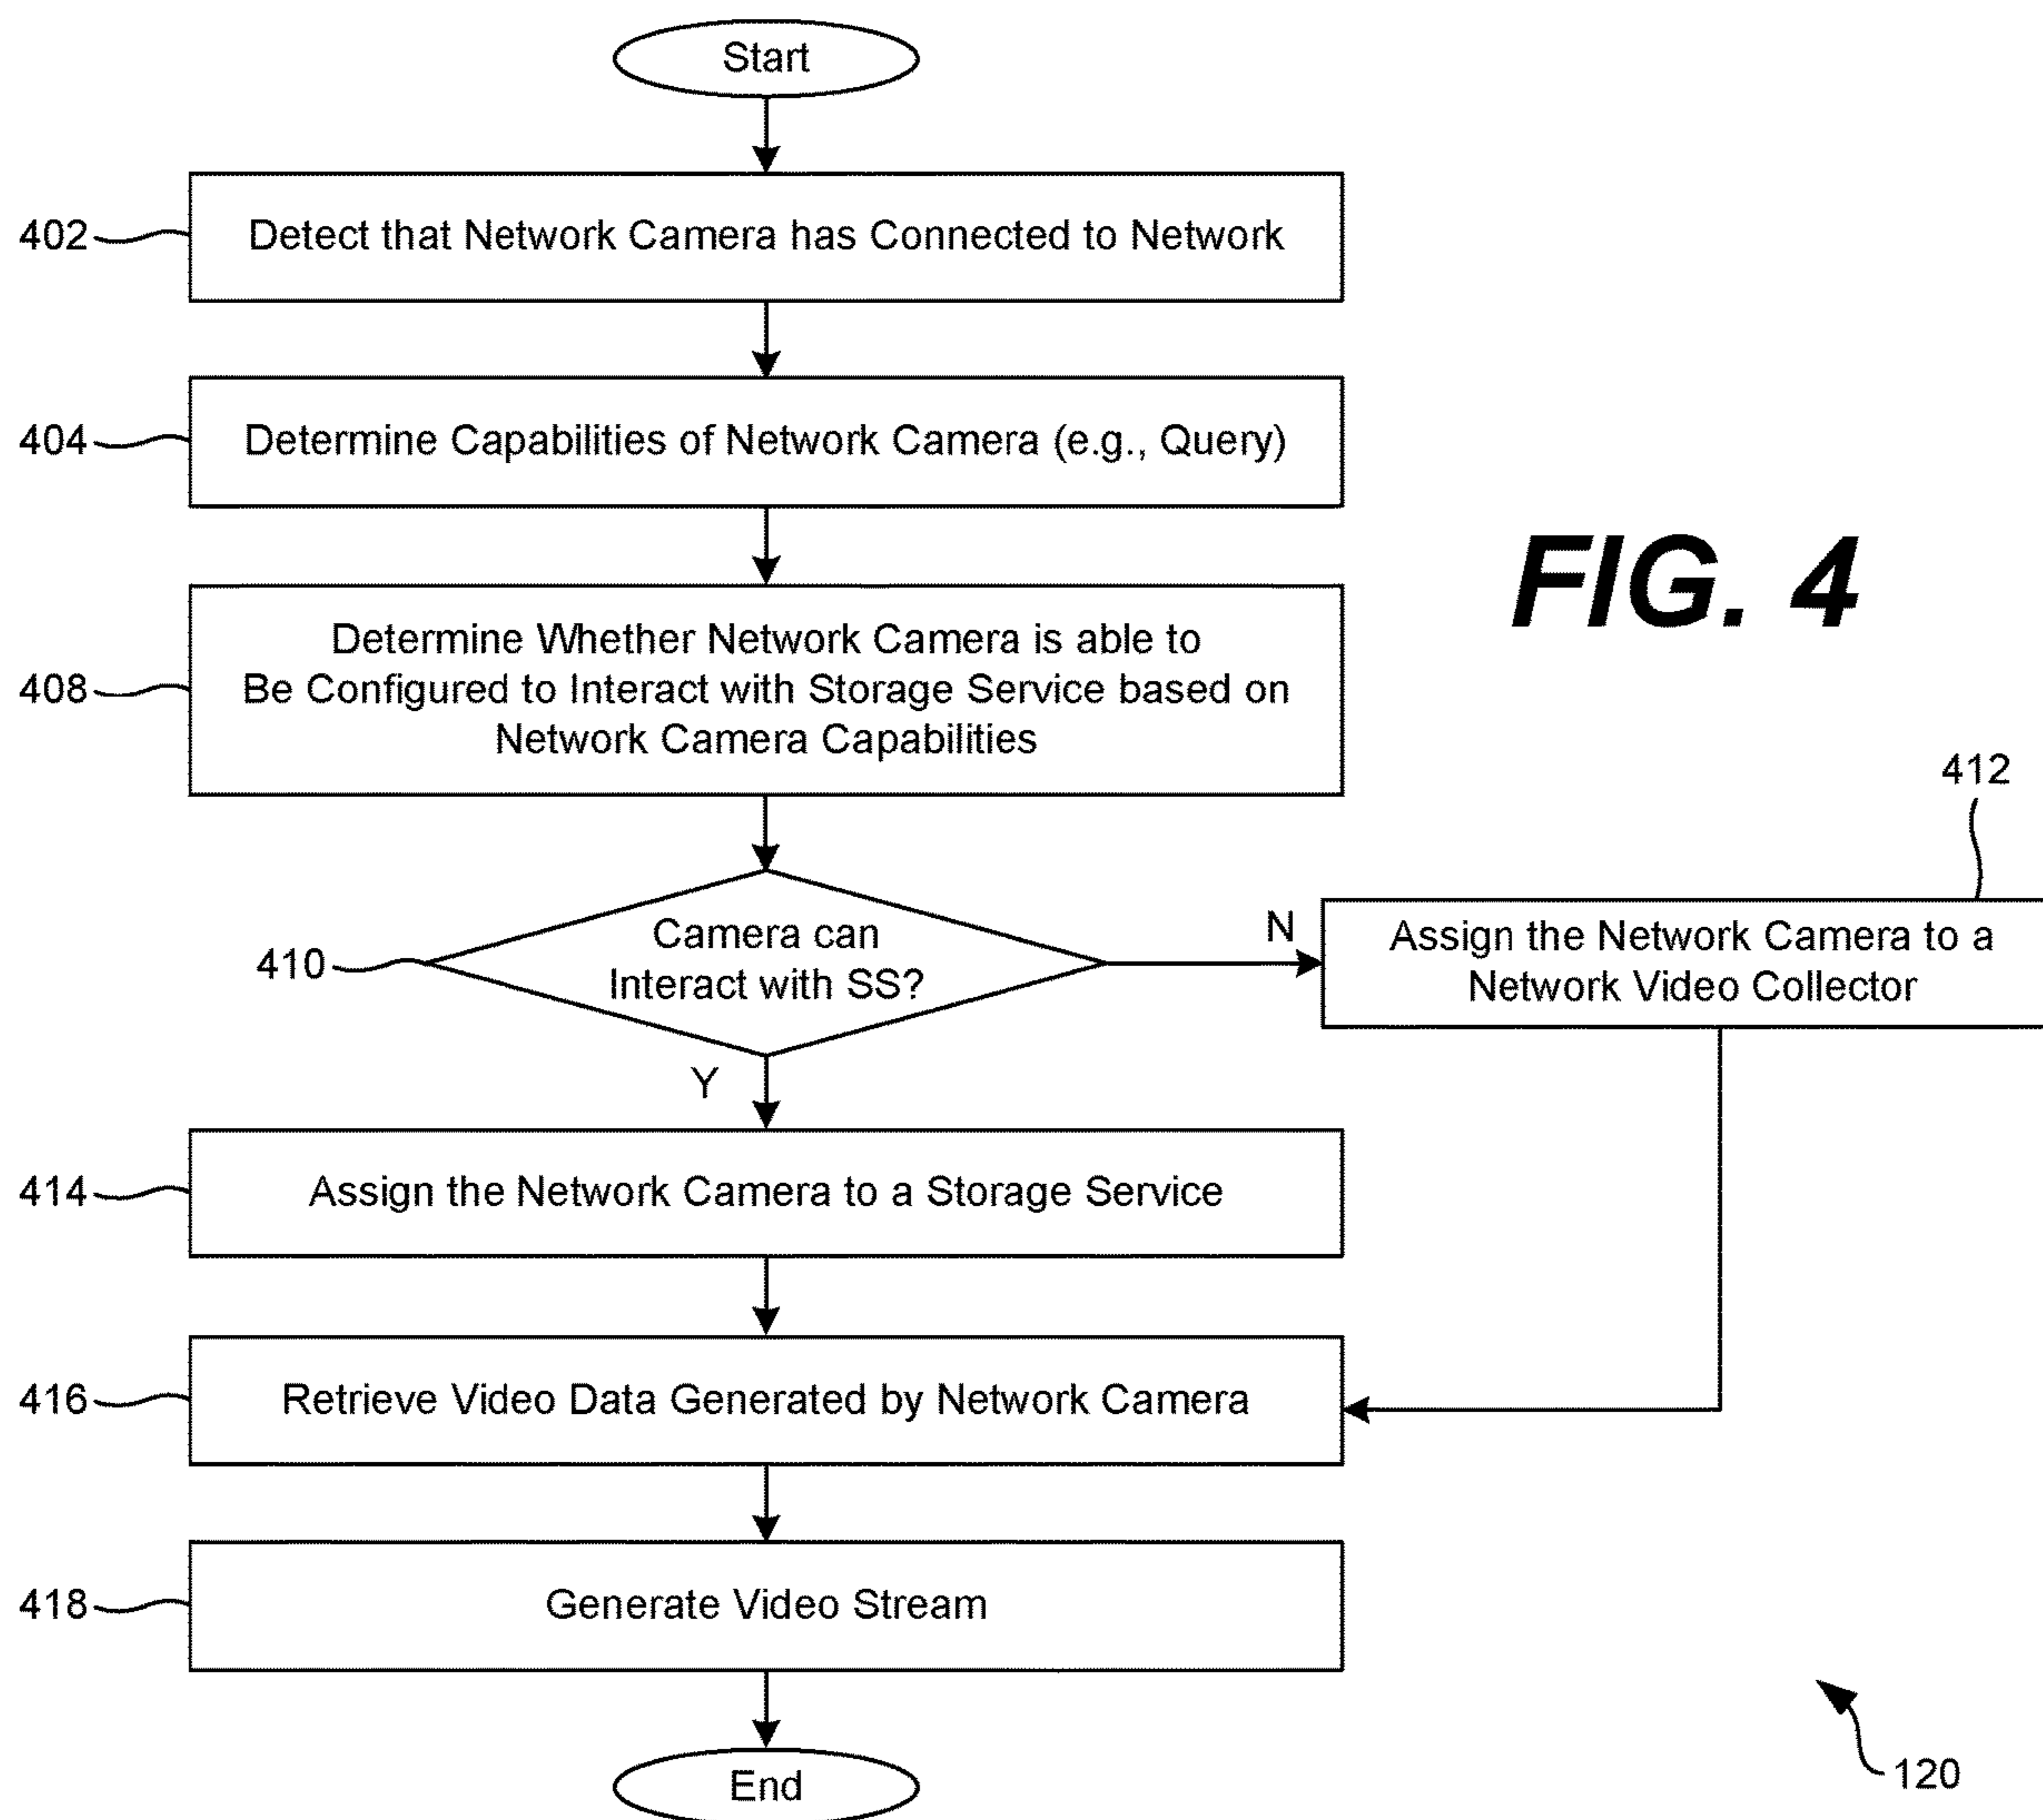 Start
402
Detect that Network Camera has Connected to Network
404
Determine Capabilities of Network Camera (e.g., Query)
FIG. 4
408
Determine Whether Network Camera is able to
Be Configured to Interact with Storage Service based on
Network Camera Capabilities
412
410
Camera can
Interact with SS?
N
Assign the Network Camera to a
Network Video Collector
Y
414
Assign the Network Camera to a Storage Service
416
Retrieve Video Data Generated by Network Camera
418
Generate Video Stream
End
120